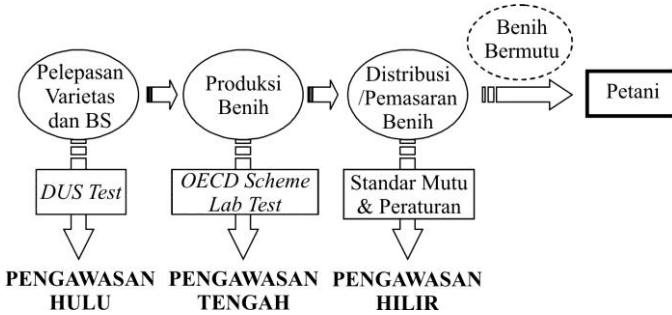 Benih
Bermutu
Pelepasan
Varietas
dan BS
Produksi
Benih
Distribusi
/Pemasaran
Benih
Petani
DUS Test
OECD Scheme
Lab Test
Standar Mutu
& Peraturan
PENGAWASAN
HULU
PENGAWASAN
TENGAH
PENGAWASAN
HILIR